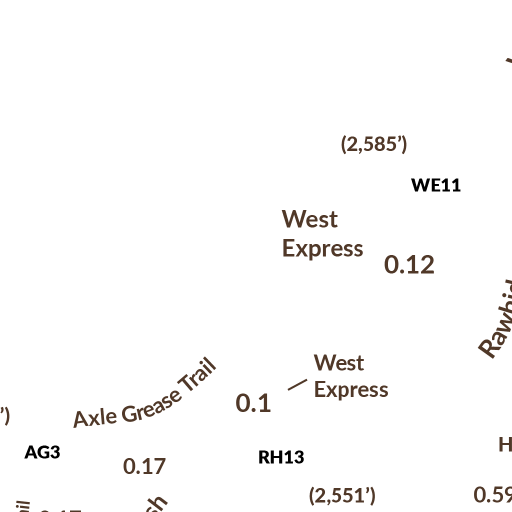 (2,585’)
WE11
West
Express
0.12
West
Express
0.1
Axle Grease Trail
AG3
0.17
RH13
(2,551’)
0.59